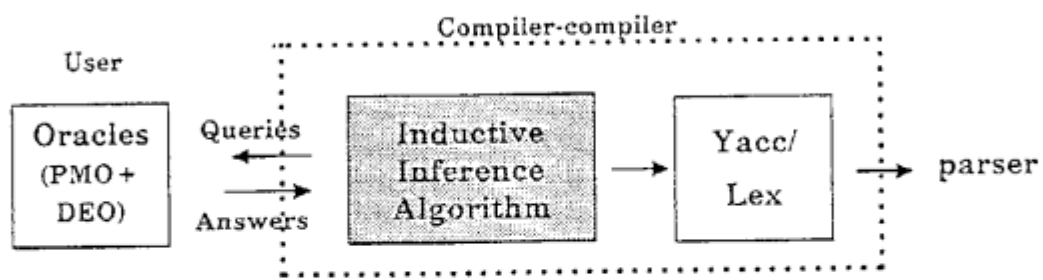 Compiler-compiler
User
Oracles
(PMO +
DEO)
Queries
Answers
Inductive
Inference
Algorithm
Yacc/
Lex
parser